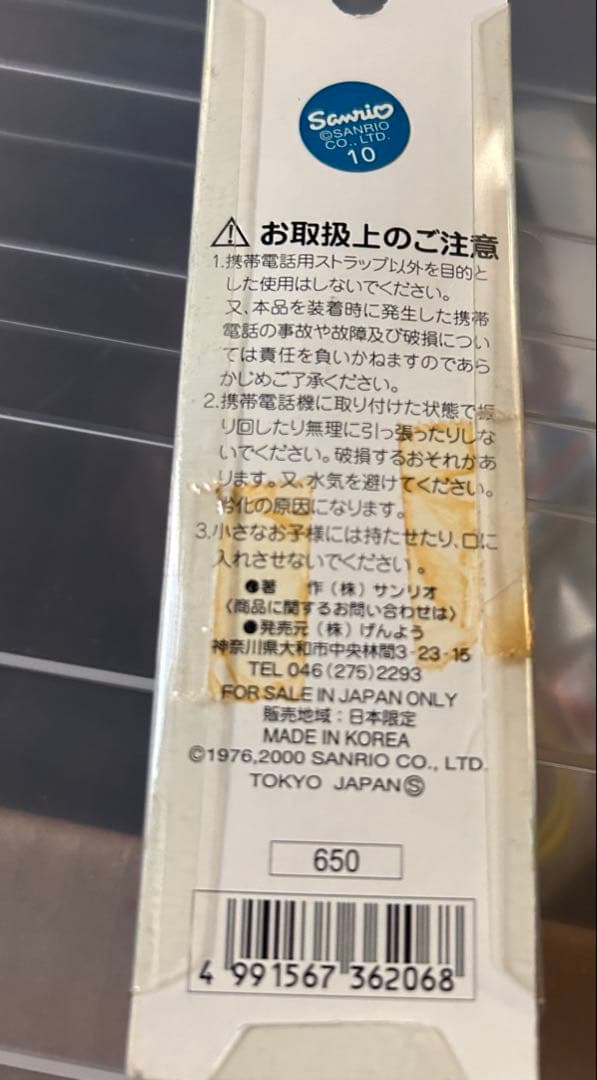 Sanrio
©SANRIO
CO., LTD.
10
⚠ お取扱上のご注意
1.携帯電話用ストラップ以外を目的と
した使用はしないでください。
又、本品を装着時に発生した携帯
電話の事故や故障及び破損につい
ては責任を負いかねますのであら
かじめご了承ください。
2.携帯電話機に取り付けた状態で振
り回したり無理に引っ張ったりしな
いでください。破損するおそれがあ
ります。又、水気を避けてください。
劣化の原因になります。
3.小さなお子様には持たせたり、口に
入れさせないでください。
●著 作(株)サンリオ
〈商品に関するお問い合わせは〉
●発売元(株)げんよう
神奈川県大和市中央林間3-23-15
TEL 046(275)2293
FOR SALE IN JAPAN ONLY
販売地域:日本限定
MADE IN KOREA
©1976,2000 SANRIO CO., LTD.
TOKYO JAPAN Ⓢ
650
4 991567 362068